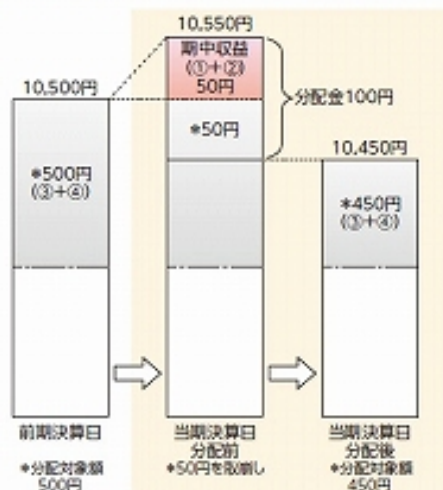 10,550円
期中収益
(①+②)
50円
分配金100円
10,500円
*50円
10,450円
*500円
(③+④)
*450円
(③+④)
前期決算日
*分配対象額
500円
当期決算日
分配前
*50円を取崩し
当期決算日
分配後
*分配対象額
450円